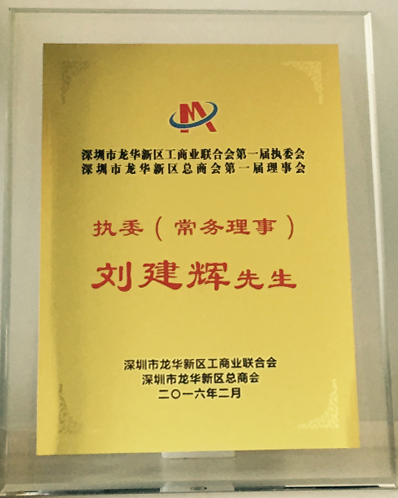 深圳市龙华新区工商业联合会第一届执委会
深圳市龙华新区总商会第一届理事会
执委（常务理事）
刘建辉先生
深圳市龙华新区工商业联合会
深圳市龙华新区总商会
二〇一六年二月